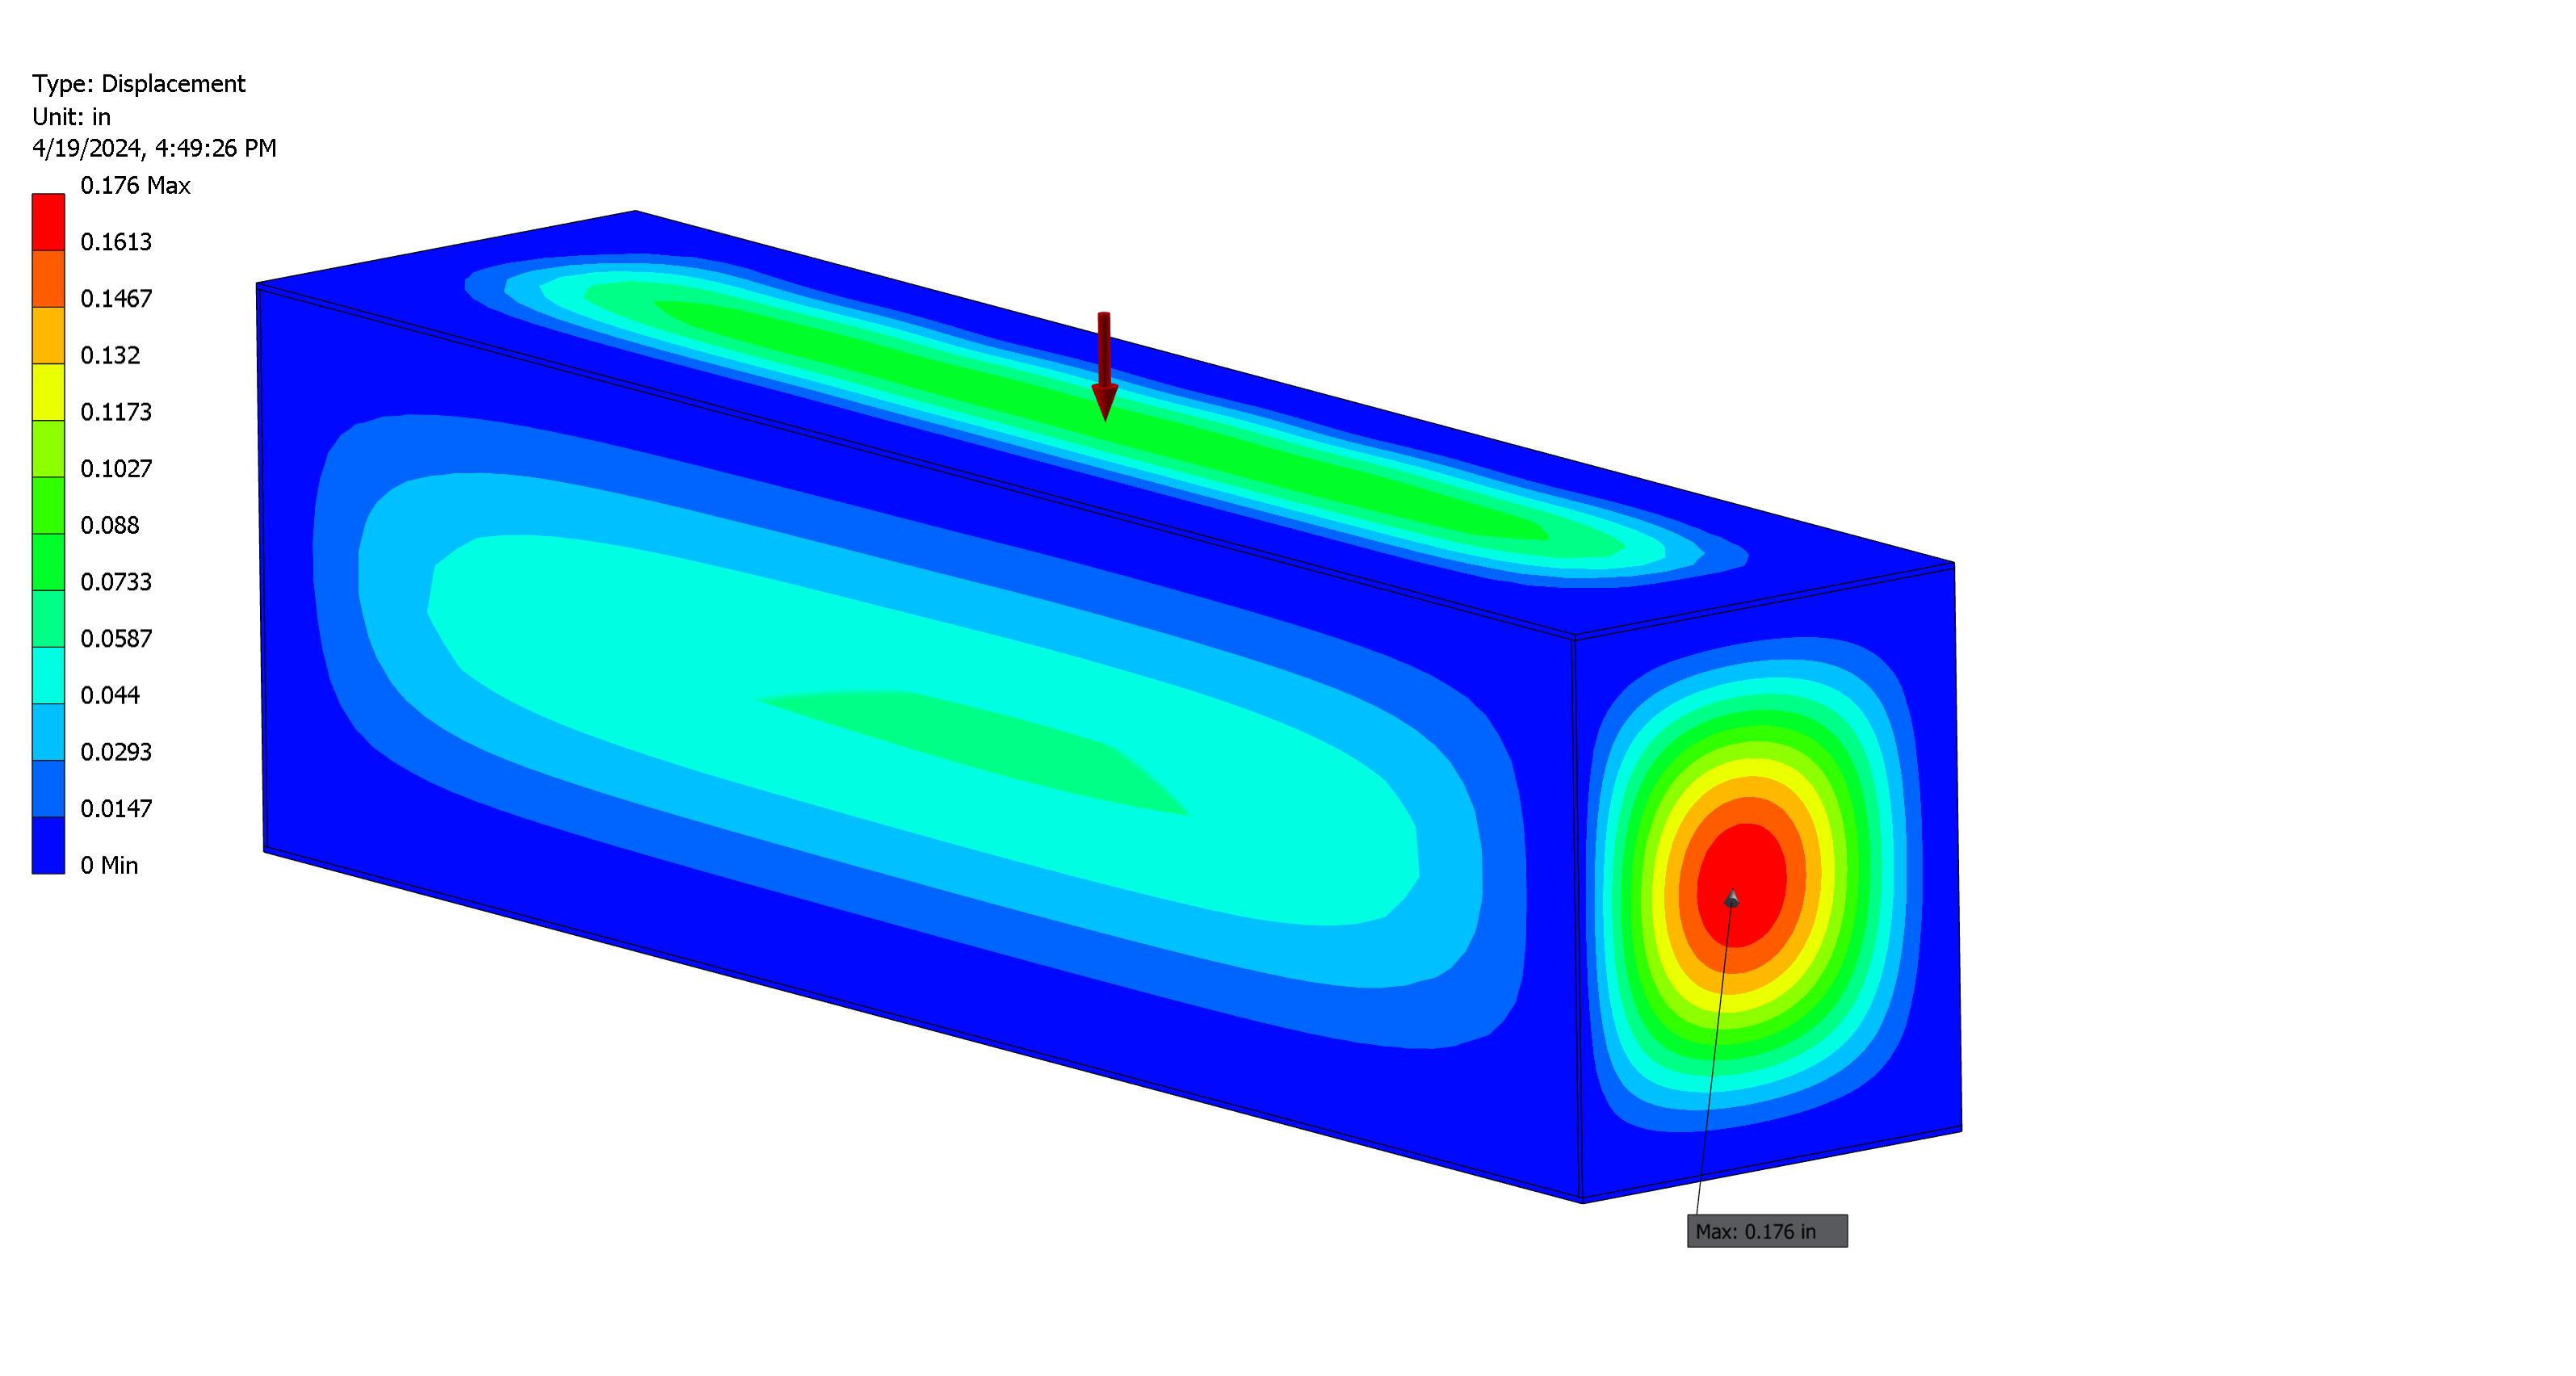 Type: Displacement
Unit: in
4/19/2024, 4:49:26 PM
0.176 Max
0.1613
0.1467
0.132
0.1173
0.1027
0.088
0.0733
0.0587
0.044
0.0293
0.0147
0 Min
Max: 0.176 in